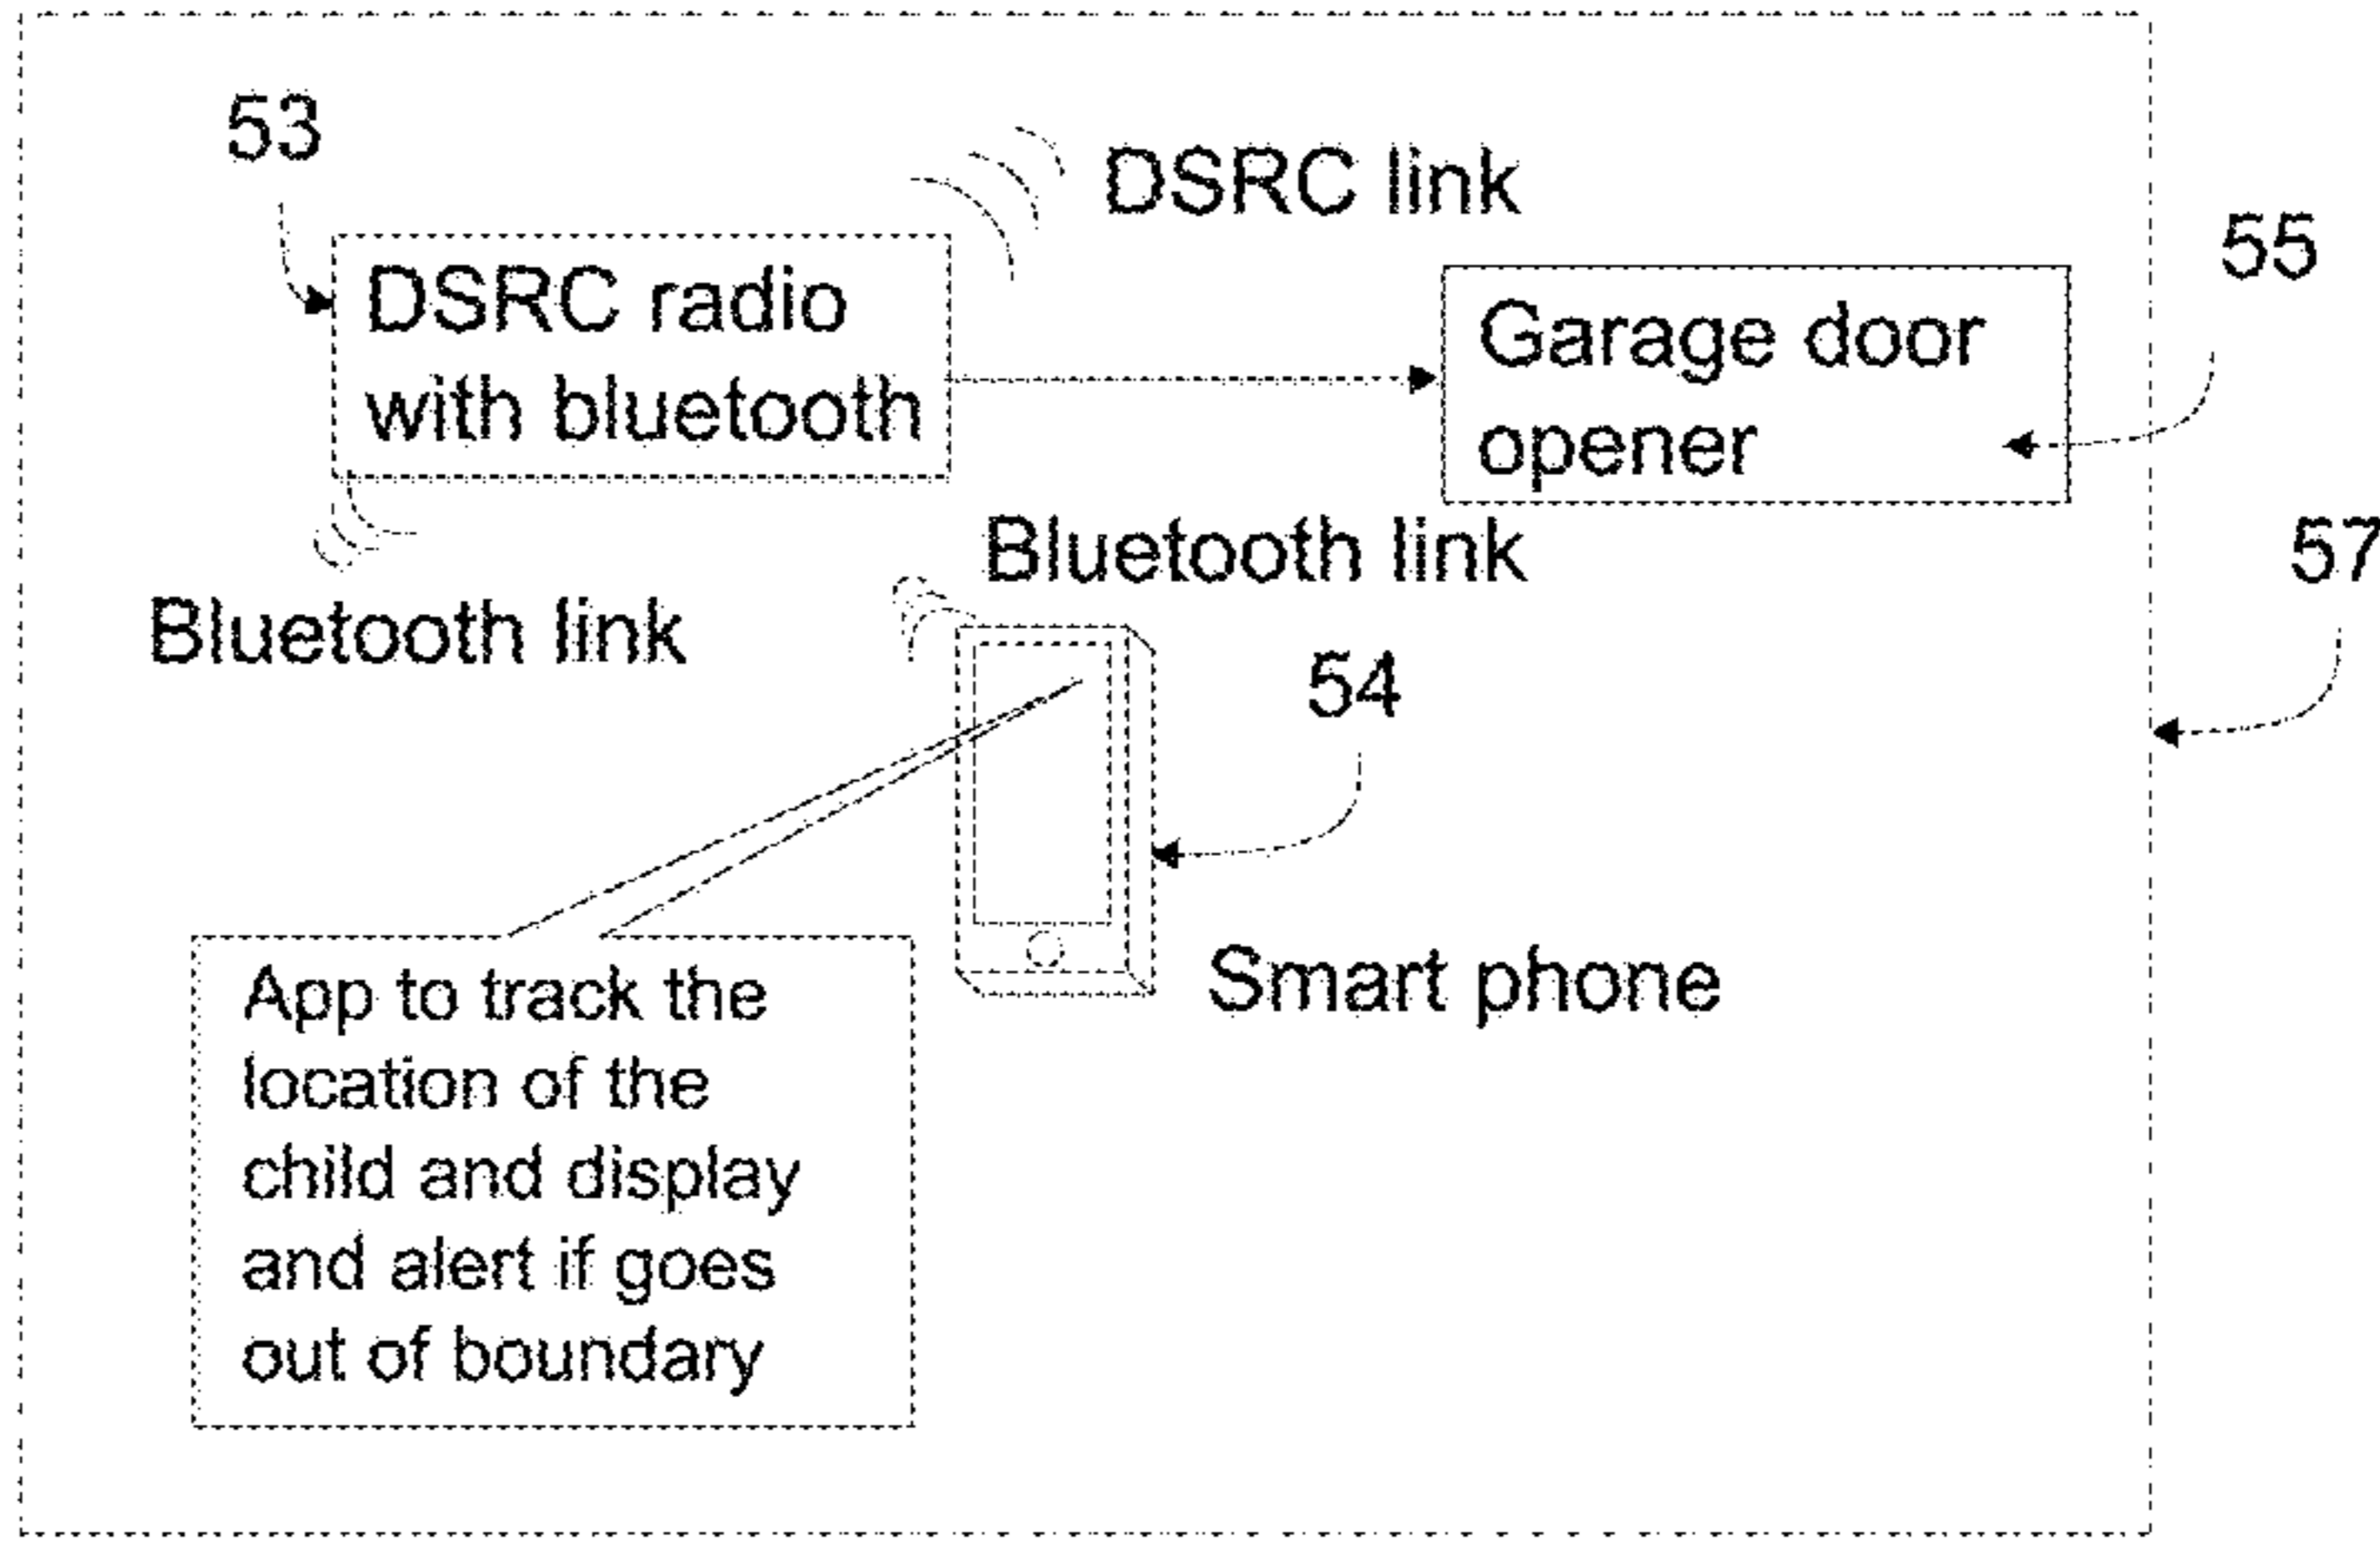 53
DSRC link
55
DSRC radio
with bluetooth
Garage door
opener
57
Bluetooth link
Bluetooth link
54
Smart phone
App to track the
location of the
child and display
and alert if goes
out of boundary